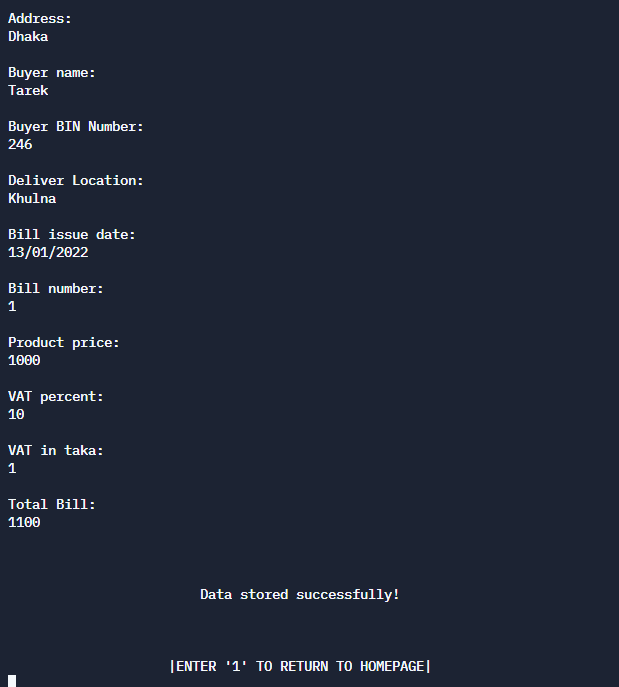 Address:
Dhaka
Buyer name:
Tarek
Buyer BIN Number:
246
Deliver Location:
Khulna
Bill issue date:
13/01/2022
Bill number:
1
Product price:
1000
VAT percent:
10
VAT in taka:
1
Total Bill:
1100
Data stored successfully!
|ENTER '1' TO RETURN TO HOMEPAGE|